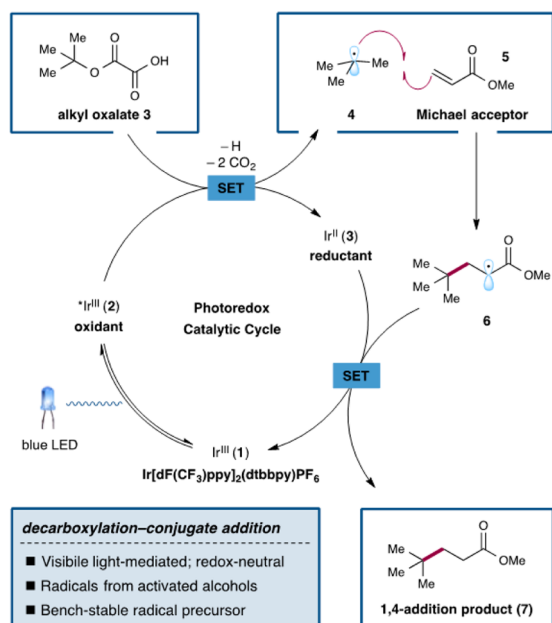 Me
Me
Me
O
O
O
OH
alkyl oxalate 3
Me
Me
Me
4
5
O
OMe
Michael acceptor
– H
– 2 CO2
SET
IrII (3)
reductant
Me
Me
Me
O
OMe
6
*IrIII (2)
oxidant
Photoredox
Catalytic Cycle
SET
blue LED
IrIII (1)
Ir[dF(CF3)ppy]2(dtbbpy)PF6
decarboxylation–conjugate addition
■ Visibile light-mediated; redox-neutral
■ Radicals from activated alcohols
■ Bench-stable radical precursor
Me
Me
Me
O
OMe
1,4-addition product (7)